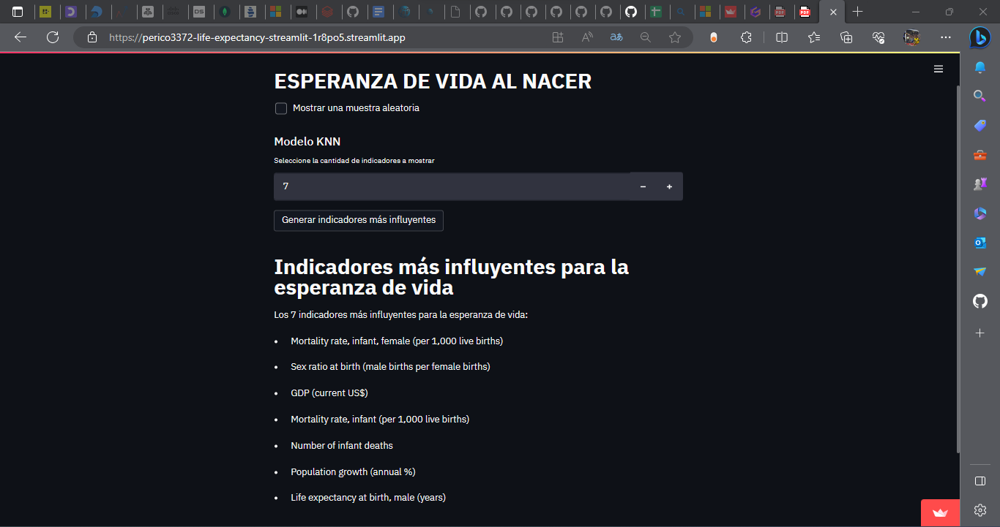 https://perico3372-life-expectancy-streamlit-1r8po5.streamlit.app
ESPERANZA DE VIDA AL NACER
Mostrar una muestra aleatoria
Modelo KNN
Seleccione la cantidad de indicadores a mostrar
7
Generar indicadores más influyentes
Indicadores más influyentes para la
esperanza de vida
Los 7 indicadores más influyentes para la esperanza de vida:
Mortality rate, infant, female (per 1,000 live births)
Sex ratio at birth (male births per female births)
GDP (current US$)
Mortality rate, infant (per 1,000 live births)
Number of infant deaths
Population growth (annual %)
Life expectancy at birth, male (years)